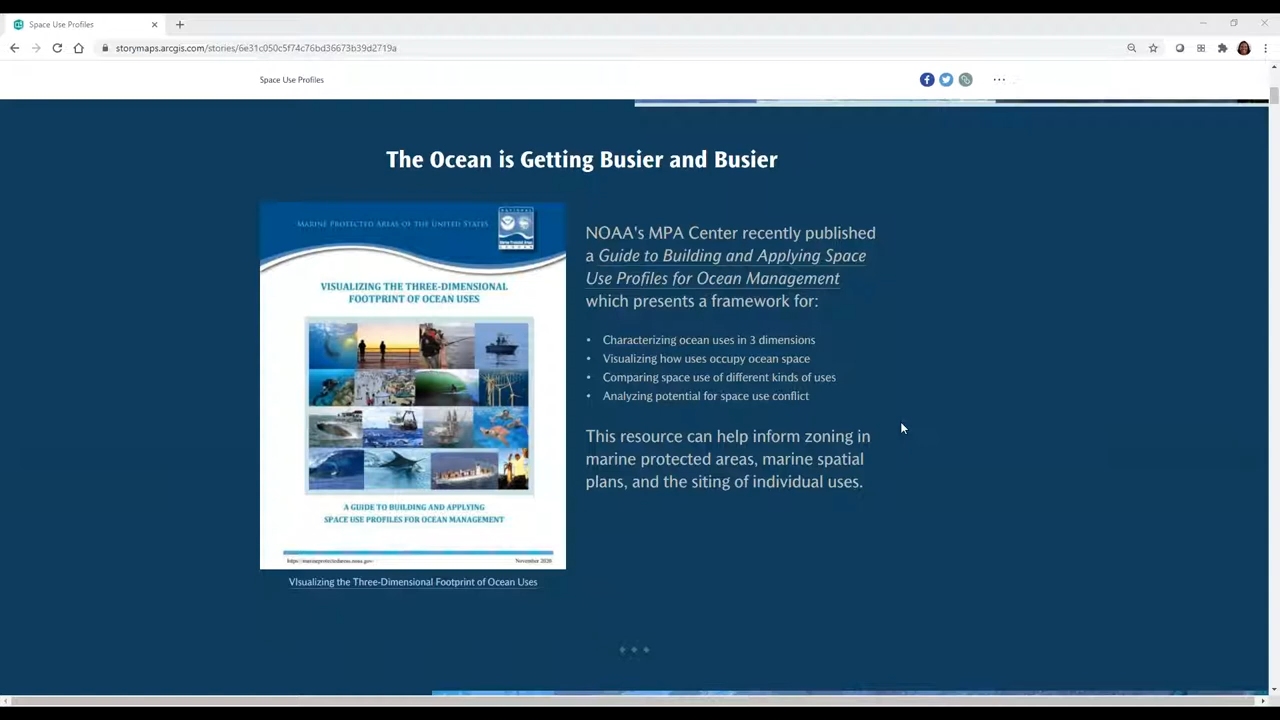 Space Use Profiles
storymaps.arcgis.com/stories/6e31c050c5f74c76bd36673b39d2719a
Space Use Profiles
The Ocean is Getting Busier and Busier
MARINE PROTECTED AREAS OF THE UNITED STATES
VISUALIZING THE THREE-DIMENSIONAL
FOOTPRINT OF OCEAN USES
A GUIDE TO BUILDING AND APPLYING
SPACE USE PROFILES FOR OCEAN MANAGEMENT
November 2020
VIsualizing the Three-Dimensional Footprint of Ocean Uses
NOAA's MPA Center recently published
a Guide to Building and Applying Space
Use Profiles for Ocean Management
which presents a framework for:
• Characterizing ocean uses in 3 dimensions
• Visualizing how uses occupy ocean space
• Comparing space use of different kinds of uses
• Analyzing potential for space use conflict
This resource can help inform zoning in
marine protected areas, marine spatial
plans, and the siting of individual uses.